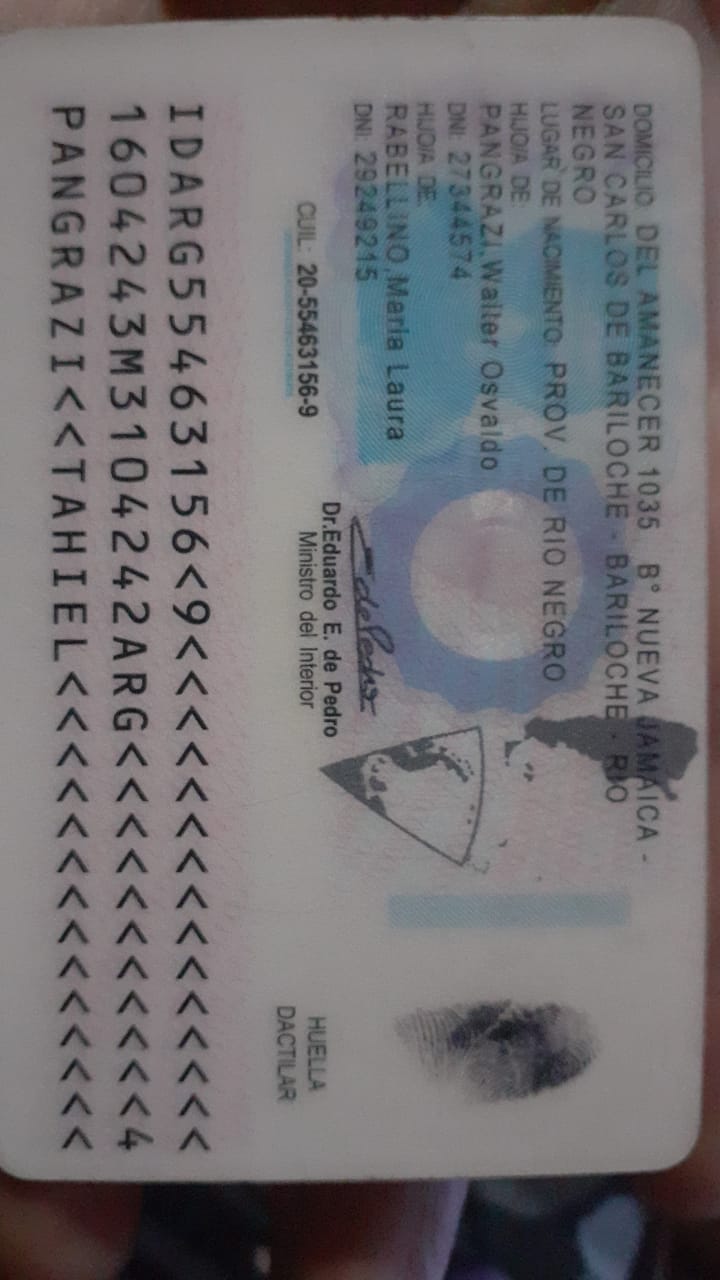 DOMICILIO: DEL AMANECER 1035 B° NUEVA JAMAICA -
SAN CARLOS DE BARILOCHE - BARILOCHE - RIO
NEGRO
LUGAR DE NACIMIENTO: PROV. DE RIO NEGRO
HIJO/A DE:
PANGRAZI,Walter Osvaldo
DNI: 27344574
HIJO/A DE:
RABELLINO,María Laura
DNI: 29249215
CUIL: 20-55463156-9
Dr.Eduardo E. de Pedro
Ministro del Interior
HUELLA
DACTILAR
IDARG55463156<9<<<<<<<<<<<<<<<
1604243M3104242ARG<<<<<<<<<<<4
PANGRAZI<<TAHIEL<<<<<<<<<<<<<<